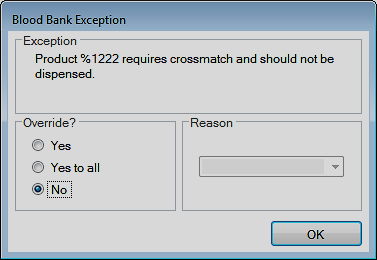 Blood Bank Exception
Exception
Product %1222 requires crossmatch and should not be
dispensed.
Override?
Yes
Yes to all
No
Reason
OK